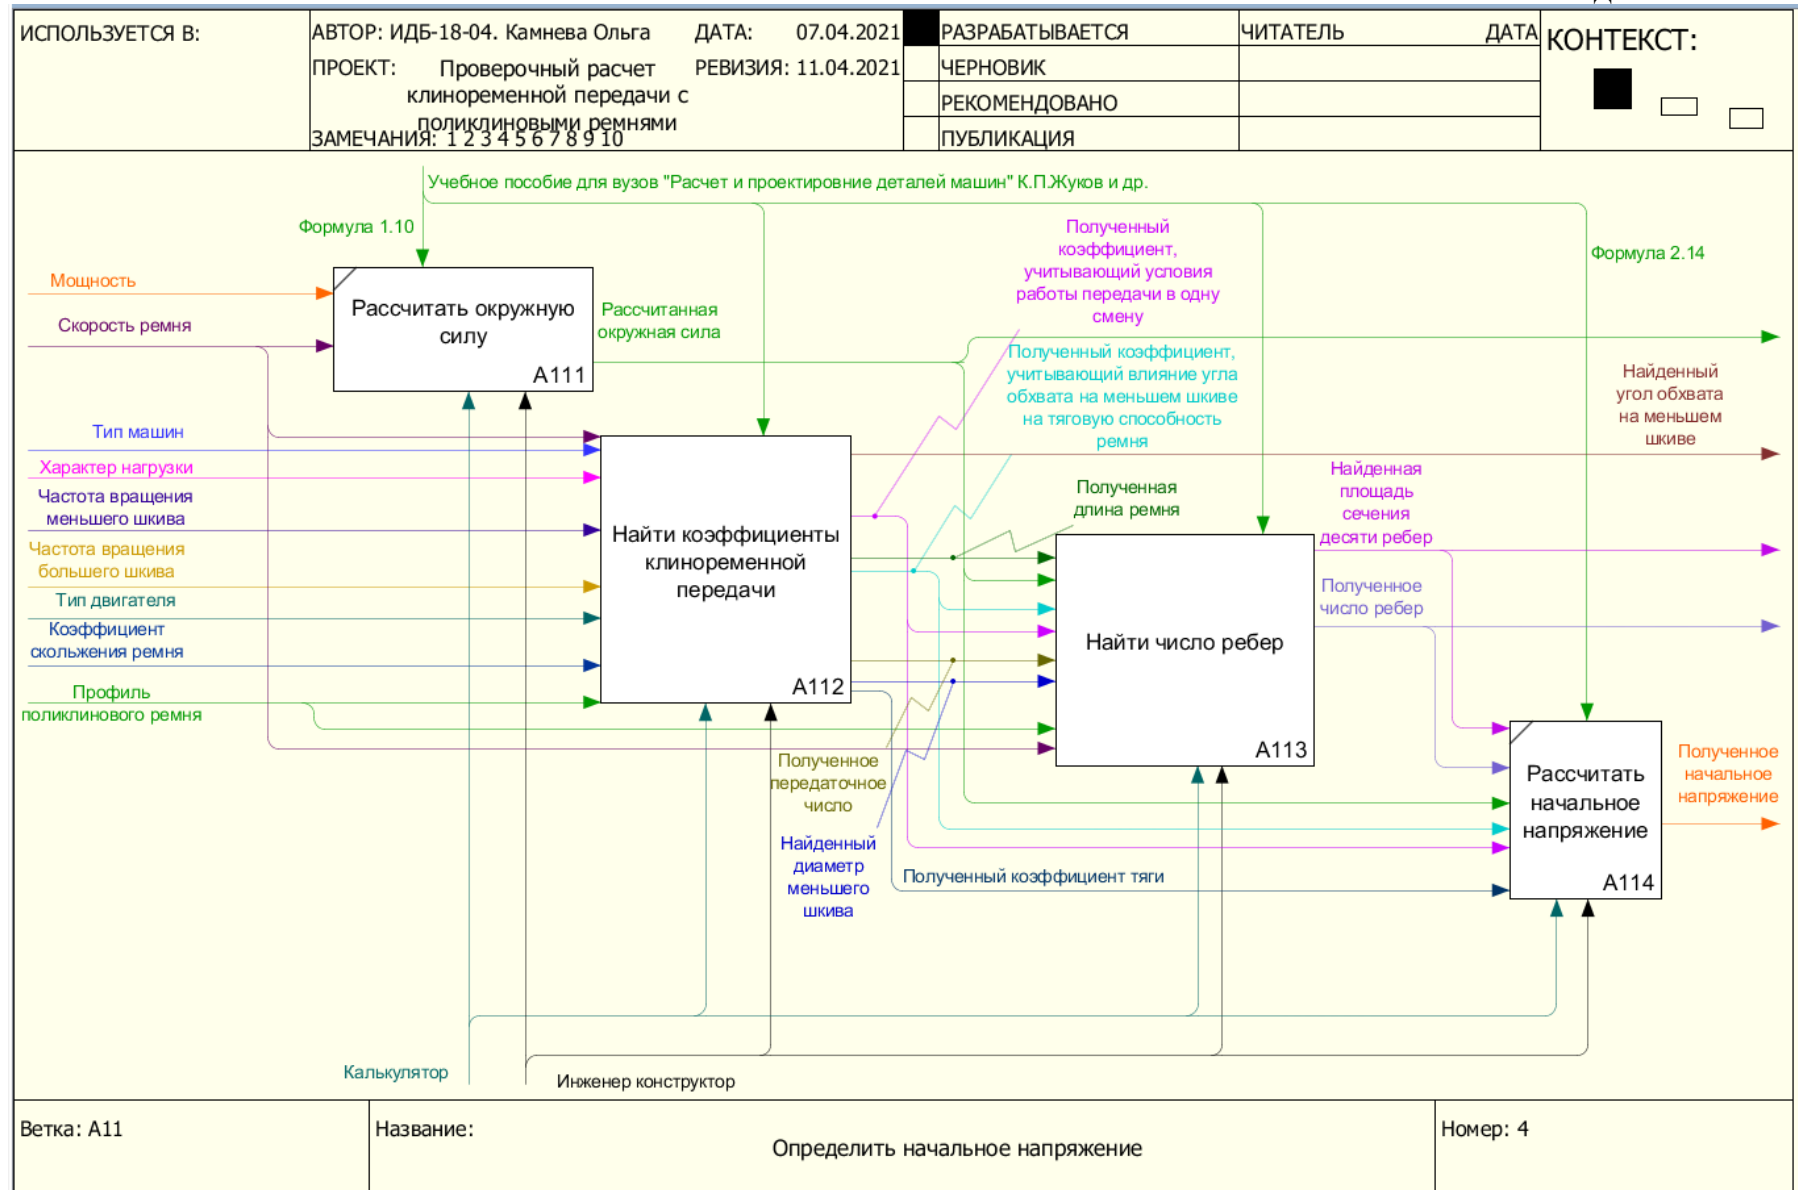 ИСПОЛЬЗУЕТСЯ В:
АВТОР: ИДБ-18-04. Камнева Ольга
ДАТА: 07.04.2021
ПРОЕКТ: Проверочный расчет
клиноременной передачи с
поликлиновыми ремнями
РЕВИЗИЯ: 11.04.2021
ЗАМЕЧАНИЯ: 1 2 3 4 5 6 7 8 9 10
РАЗРАБАТЫВАЕТСЯ
ЧЕРНОВИК
РЕКОМЕНДОВАНО
ПУБЛИКАЦИЯ
ЧИТАТЕЛЬ
ДАТА
КОНТЕКСТ:
Учебное пособие для вузов "Расчет и проектировние деталей машин" К.П.Жуков и др.
Формула 1.10
Мощность
Скорость ремня
Рассчитать окружную
силу
A111
Рассчитанная
окружная сила
Полученный
коэффициент,
учитывающий условия
работы передачи в одну
смену
Формула 2.14
Полученный коэффициент,
учитывающий влияние угла
обхвата на меньшем шкиве
на тяговую способность
ремня
Найденный
угол обхвата
на меньшем
шкиве
Тип машин
Характер нагрузки
Частота вращения
меньшего шкива
Частота вращения
большего шкива
Тип двигателя
Коэффициент
скольжения ремня
Профиль
поликлинового ремня
Найти коэффициенты
клиноременной
передачи
A112
Полученная
длина ремня
Найденная
площадь
сечения
десяти ребер
Полученное
число ребер
Найти число ребер
A113
Полученное
передаточное
число
Найденный
диаметр
меньшего
шкива
Полученный коэффициент тяги
Рассчитать
начальное
напряжение
A114
Полученное
начальное
напряжение
Калькулятор
Инженер конструктор
Ветка: A11
Название:
Определить начальное напряжение
Номер: 4